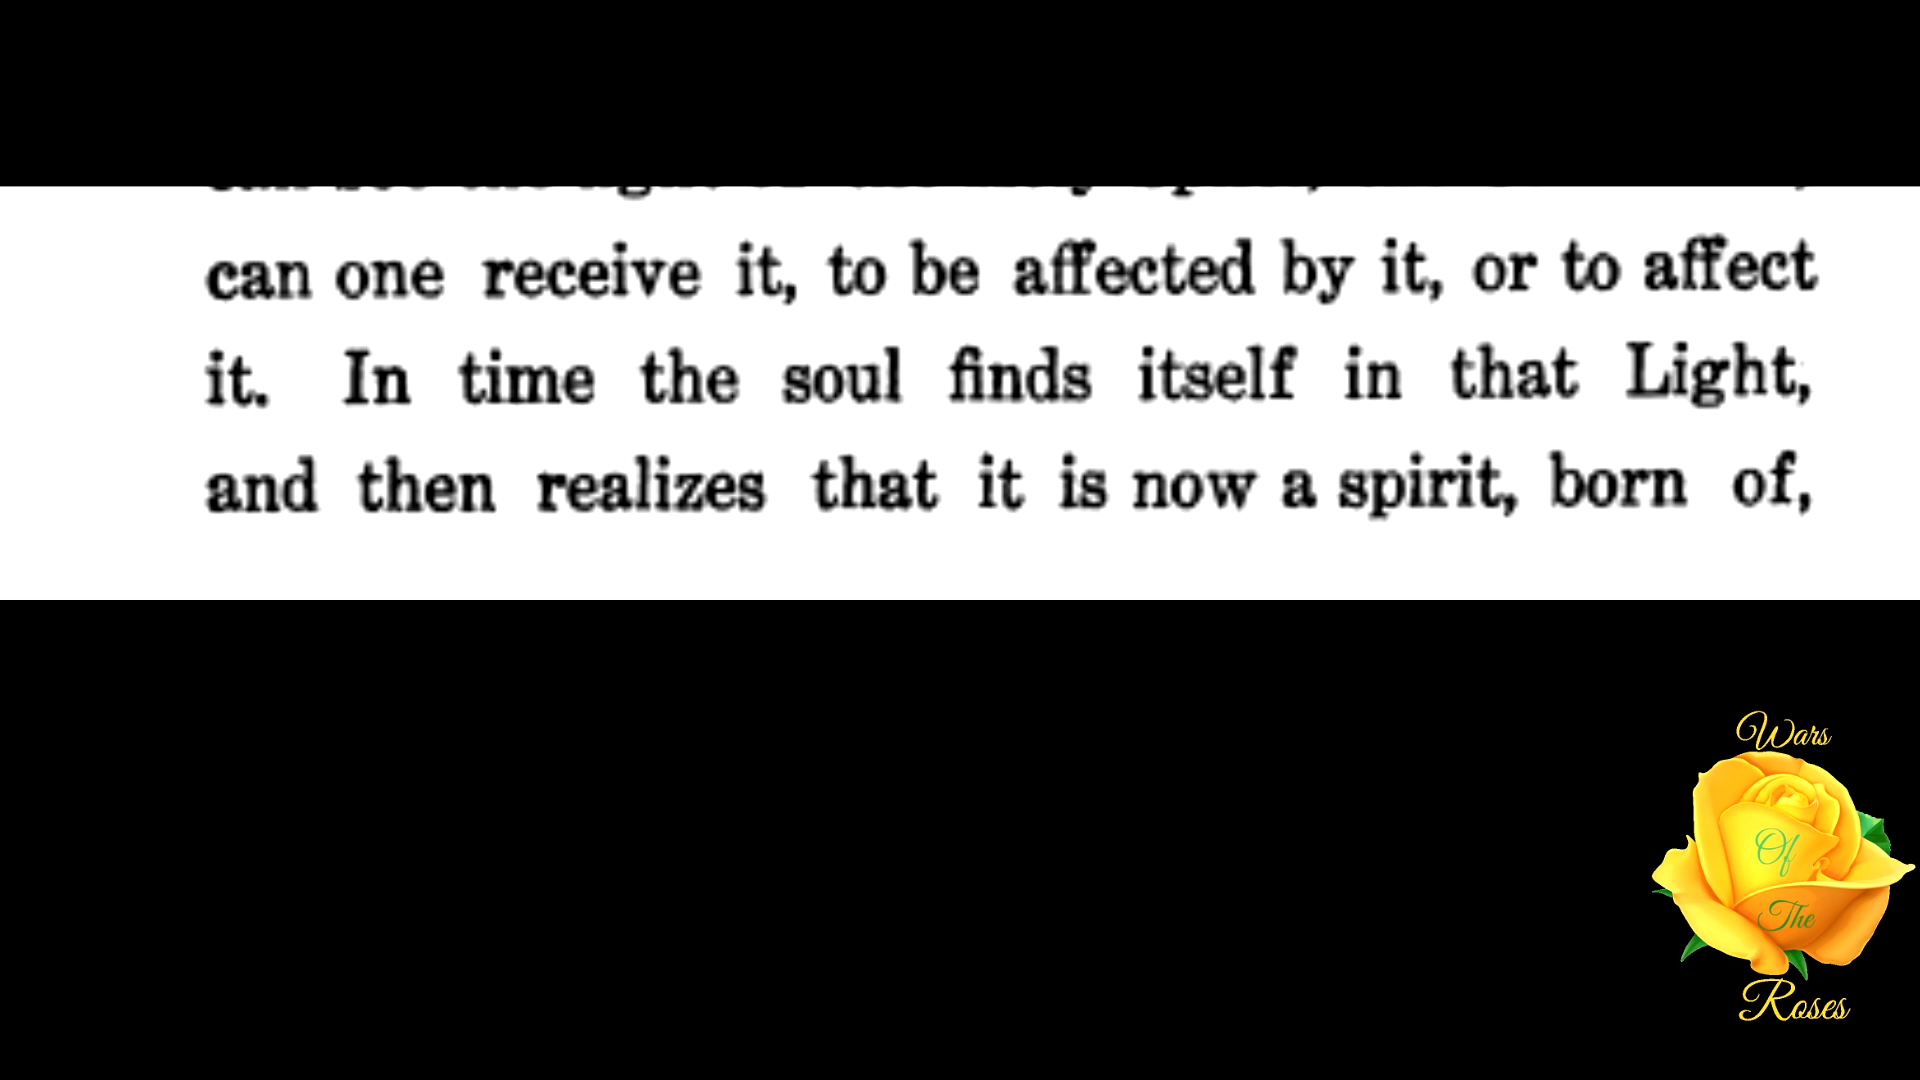 can one receive it, to be affected by it, or to affect
it. In time the soul finds itself in that Light,
and then realizes that it is now a spirit, born of,
Wars
Of
The
Roses